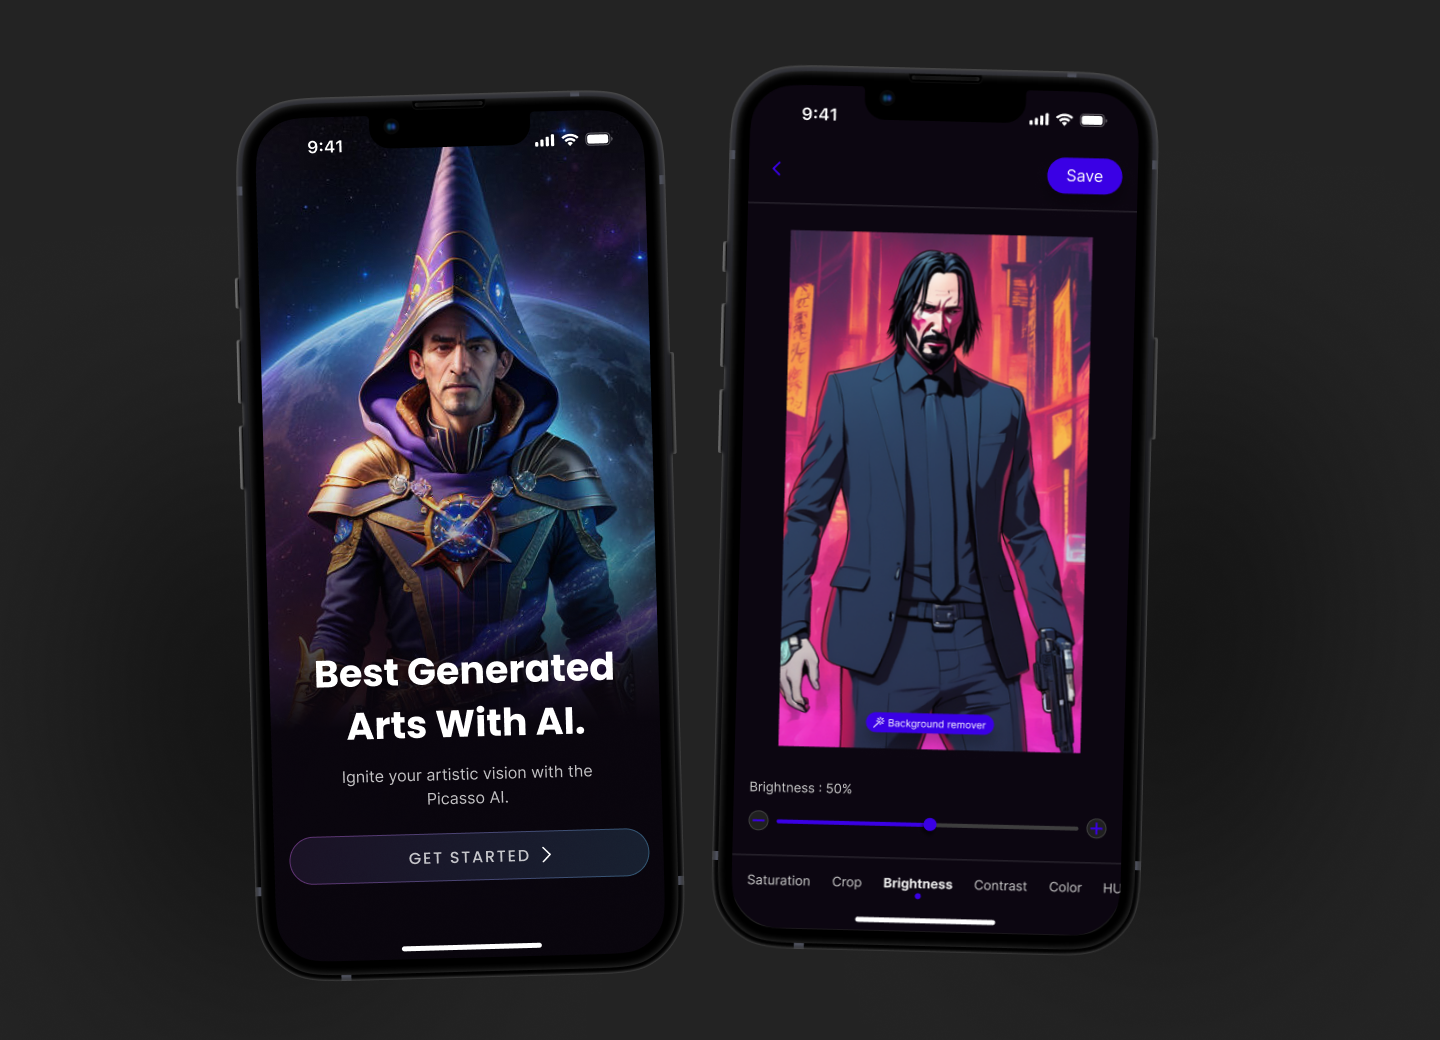 9:41
Best Generated
Arts With AI.
Ignite your artistic vision with the
Picasso AI.
GET STARTED
9:41
Save
Background remover
Brightness : 50%
Saturation Crop Brightness Contrast Color HU